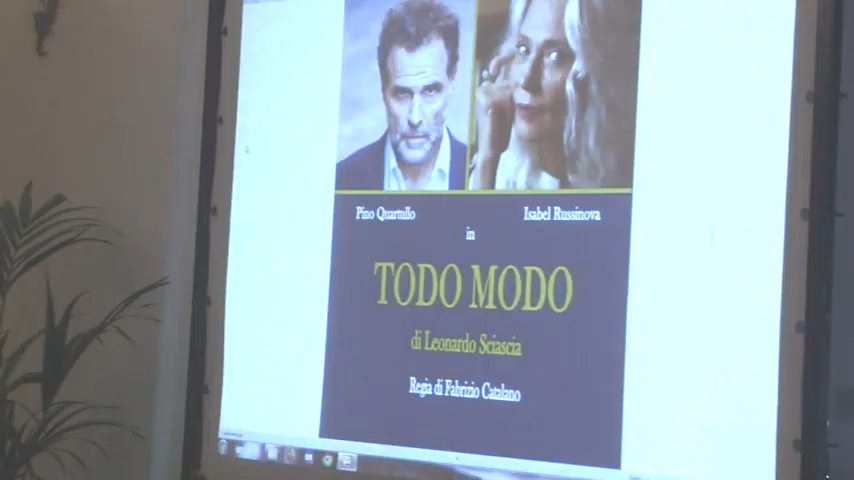 Pino Quartullo Isabel Russinova
in
TODO MODO
di Leonardo Sciascia
Regia di Fabrizio Catalano